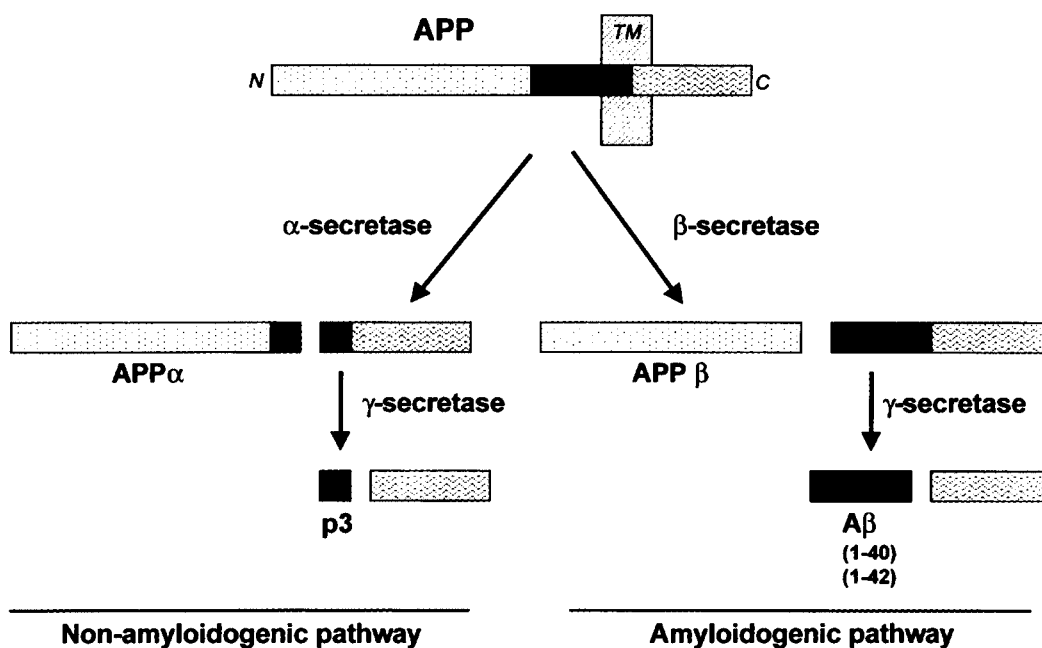 APP
TM
N
C
α-secretase
β-secretase
APPα
APP β
γ-secretase
γ-secretase
p3
Aβ
(1-40)
(1-42)
Non-amyloidogenic pathway
Amyloidogenic pathway